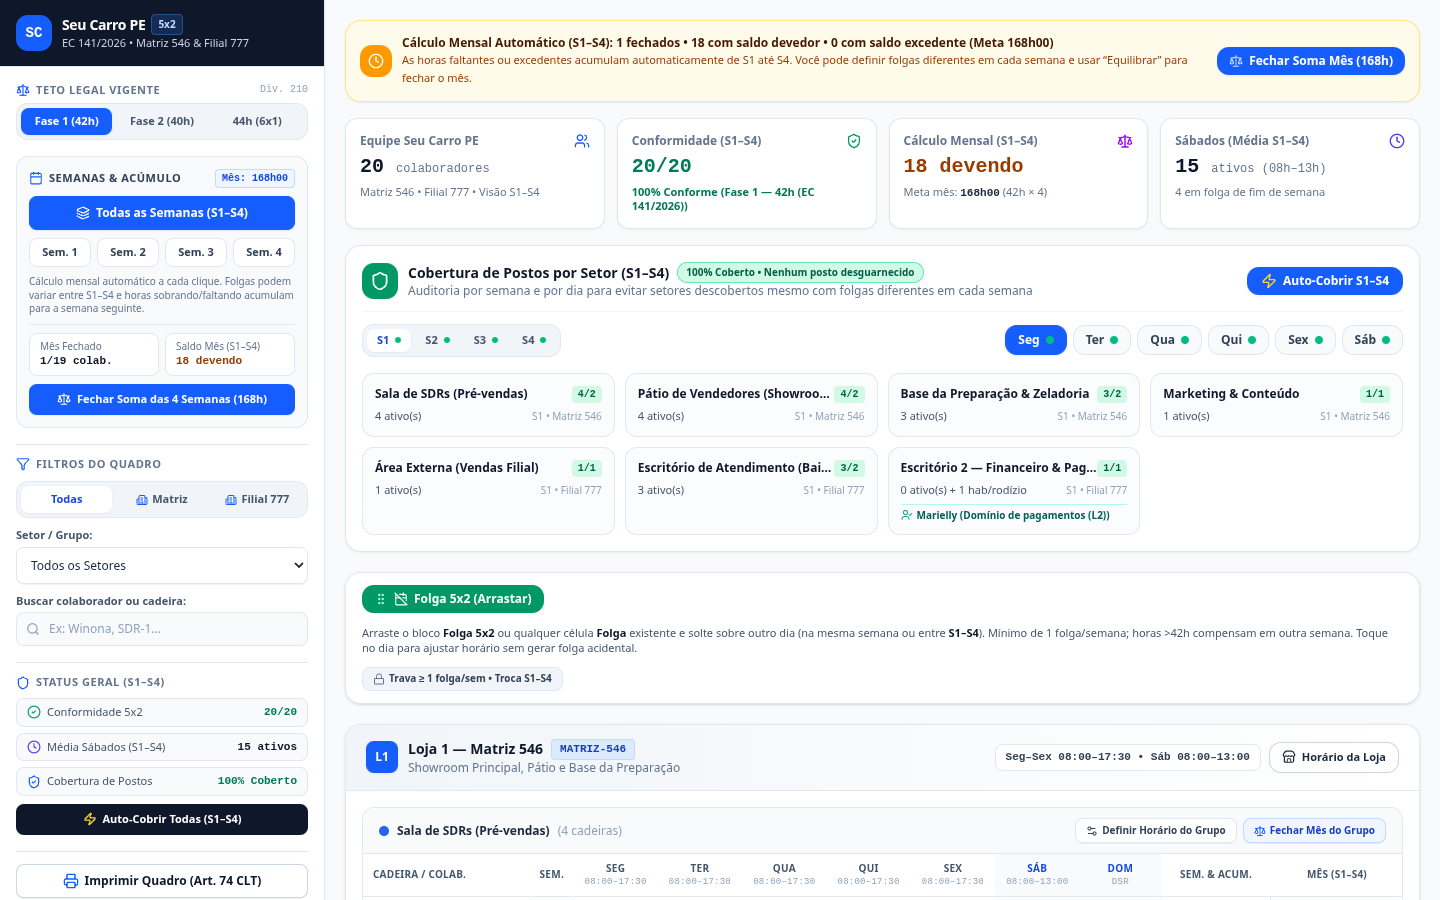 SC
Seu Carro PE 5x2
EC 141/2026 • Matriz 546 & Filial 777
TETO LEGAL VIGENTE Div. 210
Fase 1 (42h) Fase 2 (40h) 44h (6x1)
SEMANAS & ACÚMULO Mês: 168h00
Todas as Semanas (S1–S4)
Sem. 1 Sem. 2 Sem. 3 Sem. 4
Cálculo mensal automático a cada clique. Folgas podem
variar entre S1–S4 e horas sobrando/faltando acumulam
para a semana seguinte.
Mês Fechado Saldo Mês (S1–S4)
1/19 colab. 18 devendo
Fechar Soma das 4 Semanas (168h)
FILTROS DO QUADRO
Todas Matriz Filial 777
Setor / Grupo:
Todos os Setores
Buscar colaborador ou cadeira:
Ex: Winona, SDR-1...
STATUS GERAL (S1–S4)
Conformidade 5x2 20/20
Média Sábados (S1–S4) 15 ativos
Cobertura de Postos 100% Coberto
Auto-Cobrir Todas (S1–S4)
Imprimir Quadro (Art. 74 CLT)
Cálculo Mensal Automático (S1–S4): 1 fechados • 18 com saldo devedor • 0 com saldo excedente (Meta 168h00)
As horas faltantes ou excedentes acumulam automaticamente de S1 até S4. Você pode definir folgas diferentes em cada semana e usar “Equilibrar” para
fechar o mês.
Fechar Soma Mês (168h)
Equipe Seu Carro PE
20 colaboradores
Matriz 546 • Filial 777 • Visão S1–S4
Conformidade (S1–S4)
20/20
100% Conforme (Fase 1 — 42h (EC
141/2026))
Cálculo Mensal (S1–S4)
18 devendo
Meta mês: 168h00 (42h × 4)
Sábados (Média S1–S4)
15 ativos (08h–13h)
4 em folga de fim de semana
Cobertura de Postos por Setor (S1–S4) 100% Coberto • Nenhum posto desguarnecido
Auditoria por semana e por dia para evitar setores descobertos mesmo com folgas diferentes em cada semana
Auto-Cobrir S1–S4
S1 S2 S3 S4
Seg Ter Qua Qui Sex Sáb
Sala de SDRs (Pré-vendas) 4/2
4 ativo(s) S1 • Matriz 546
Pátio de Vendedores (Showroo... 4/2
4 ativo(s) S1 • Matriz 546
Base da Preparação & Zeladoria 3/2
3 ativo(s) S1 • Matriz 546
Marketing & Conteúdo 1/1
1 ativo(s) S1 • Matriz 546
Área Externa (Vendas Filial) 1/1
1 ativo(s) S1 • Filial 777
Escritório de Atendimento (Bai... 3/2
3 ativo(s) S1 • Filial 777
Escritório 2 — Financeiro & Pag... 1/1
0 ativo(s) + 1 hab/rodízio S1 • Filial 777
Marielly (Domínio de pagamentos (L2))
Folga 5x2 (Arrastar)
Arraste o bloco Folga 5x2 ou qualquer célula Folga existente e solte sobre outro dia (na mesma semana ou entre S1–S4). Mínimo de 1 folga/semana; horas >42h compensam em outra semana. Toque
no dia para ajustar horário sem gerar folga acidental.
Trava ≥ 1 folga/sem • Troca S1–S4
L1
Loja 1 — Matriz 546 MATRIZ-546
Showroom Principal, Pátio e Base da Preparação
Seg–Sex 08:00–17:30 • Sáb 08:00–13:00
Horário da Loja
Sala de SDRs (Pré-vendas) (4 cadeiras)
Definir Horário do Grupo
Fechar Mês do Grupo
CADEIRA / COLAB. SEM. SEG TER QUA QUI SEX SÁB DOM SEM. & ACUM. MÊS (S1–S4)
08:00–17:30 08:00–17:30 08:00–17:30 08:00–17:30 08:00–17:30 08:00–13:00 DSR